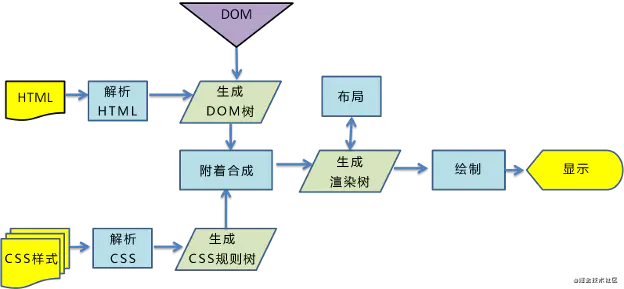 DOM
HTML
解析
HTML
生成
DOM树
布局
附着合成
生成
渲染树
绘制
显示
CSS样式
解析
CSS
生成
CSS规则树
@掘金技术社区